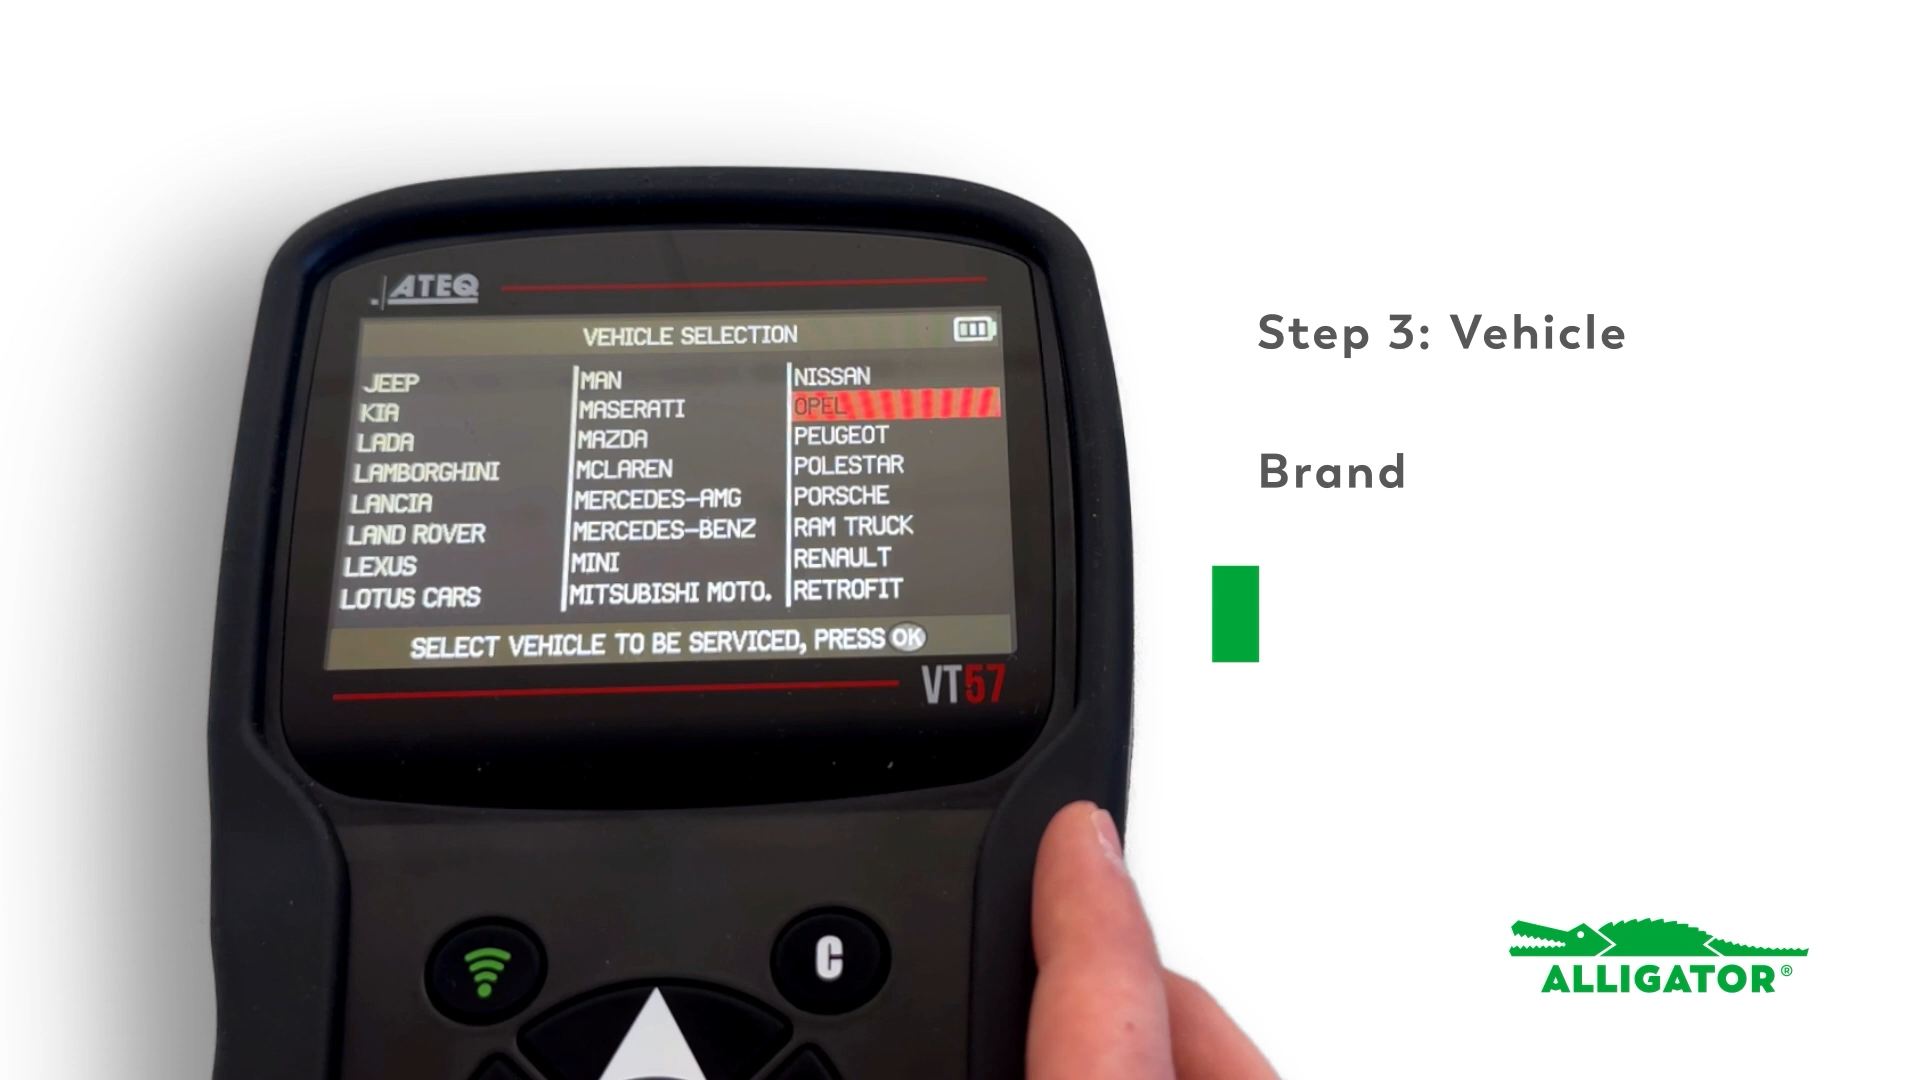 ATEQ
VEHICLE SELECTION
JEEP
KIA
LADA
LAMBORGHINI
LANCIA
LAND ROVER
LEXUS
LOTUS CARS
MAN
MASERATI
MAZDA
MCLAREN
MERCEDES-AMG
MERCEDES-BENZ
MINI
MITSUBISHI MOTO.
NISSAN
OPEL
PEUGEOT
POLESTAR
PORSCHE
RAM TRUCK
RENAULT
RETROFIT
SELECT VEHICLE TO BE SERVICED, PRESS OK
VT57
C
Step 3: Vehicle
Brand
ALLIGATOR®